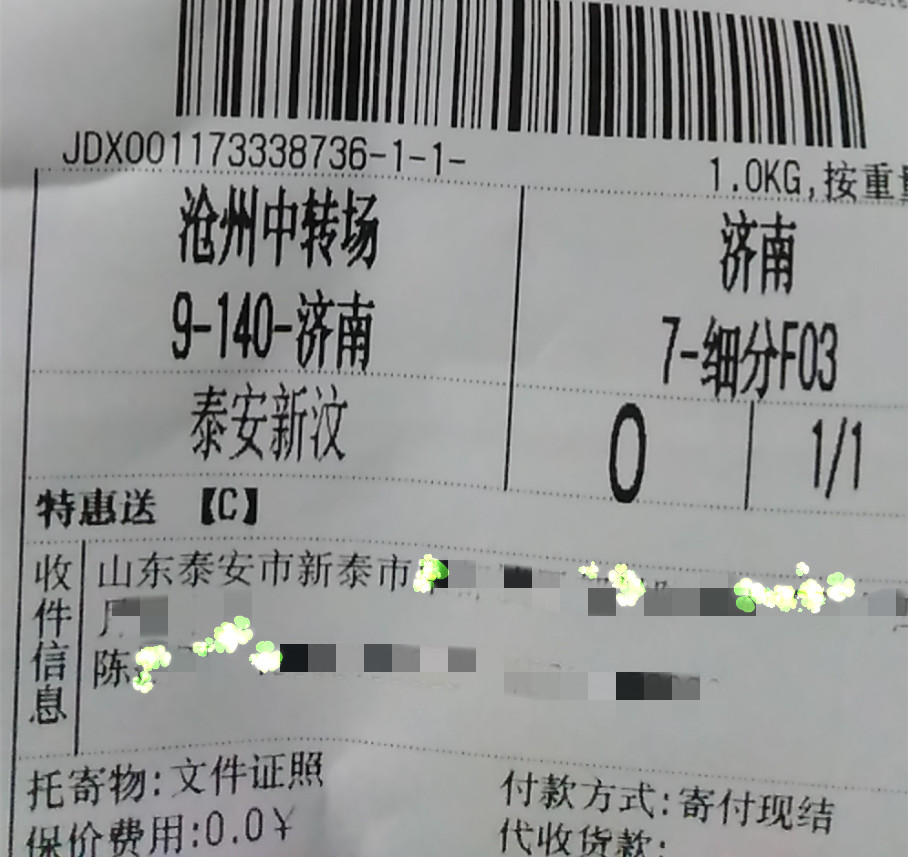 JDX001173338736-1-1-
1.0KG,按重
沧州中转场
济南
9-140-济南
7-细分F03
泰安新汶
0
1/1
特惠送 【C】
收件信息
山东泰安市新泰市
陈
托寄物:文件证照
付款方式:寄付现结
保价费用:0.0¥
代收货款: